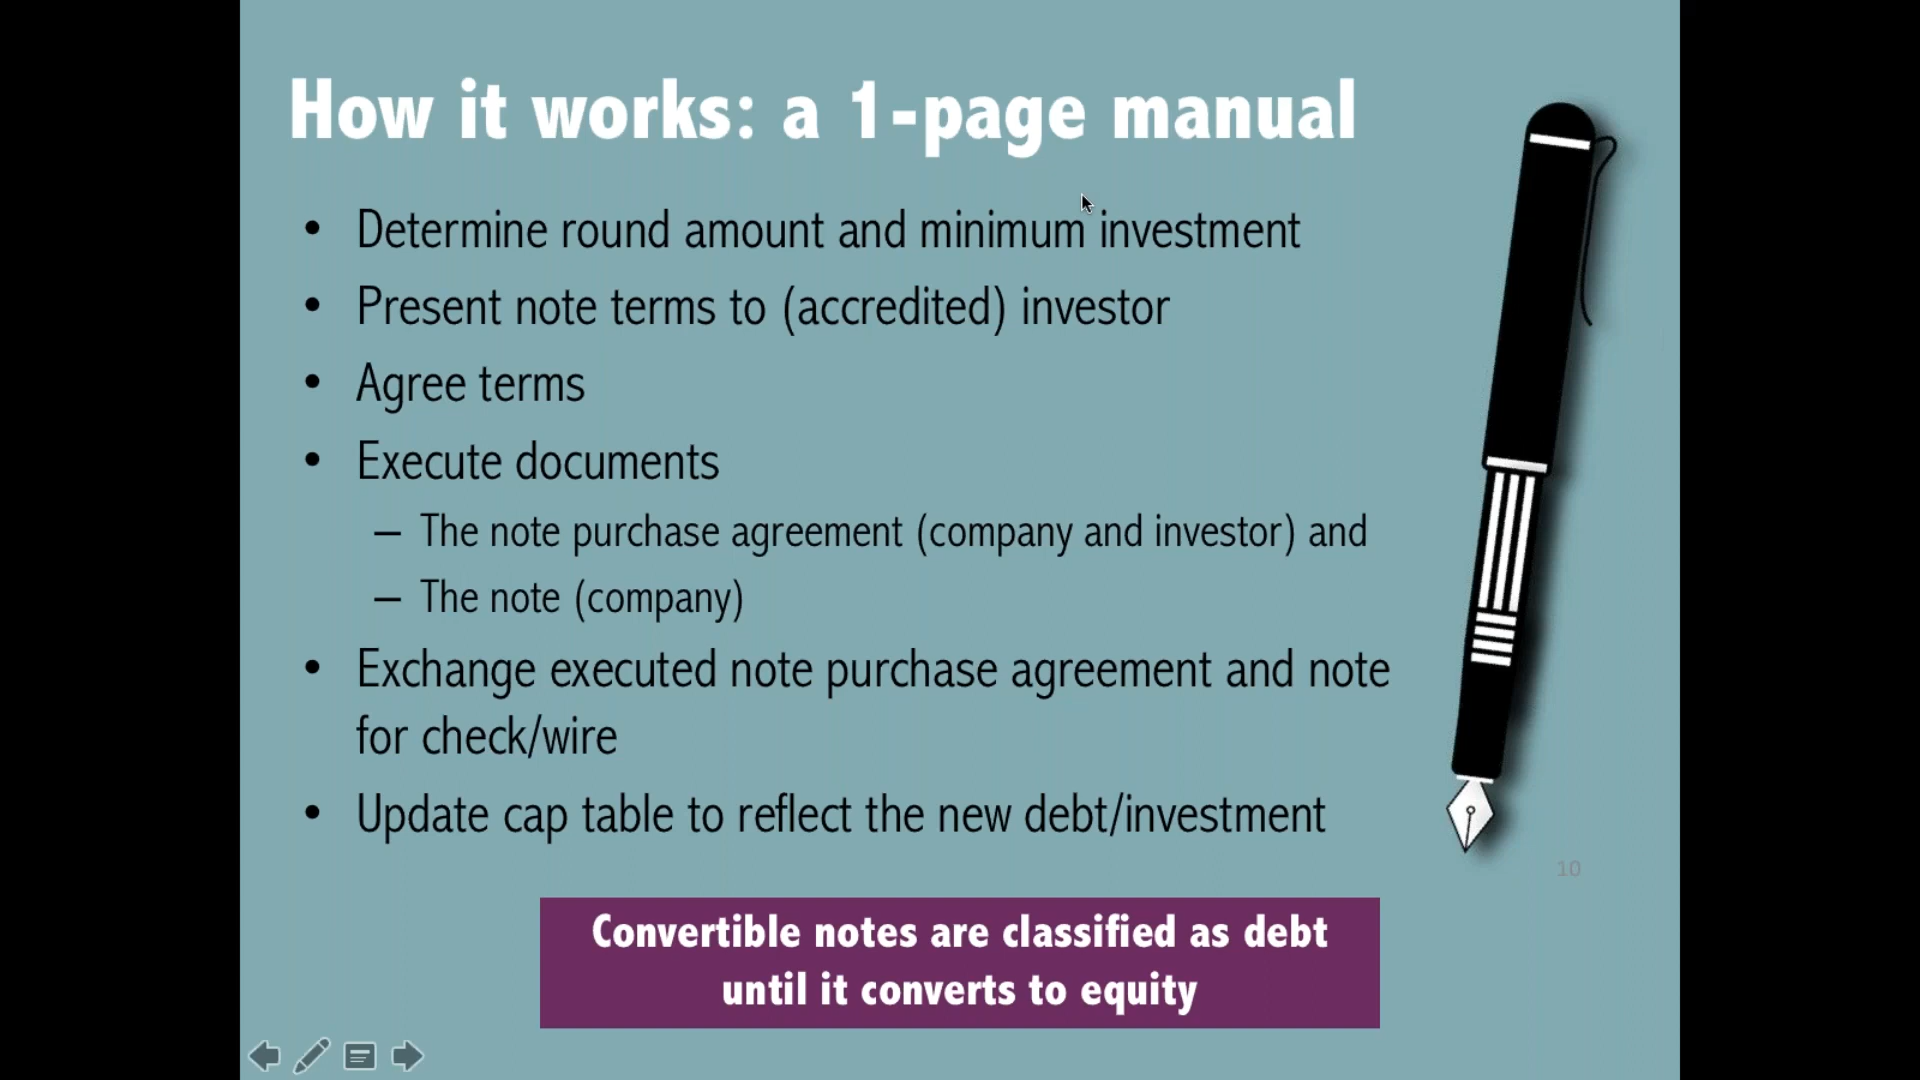 How it works: a 1-page manual
• Determine round amount and minimum investment
• Present note terms to (accredited) investor
• Agree terms
• Execute documents
– The note purchase agreement (company and investor) and
– The note (company)
• Exchange executed note purchase agreement and note
for check/wire
• Update cap table to reflect the new debt/investment
10
Convertible notes are classified as debt
until it converts to equity